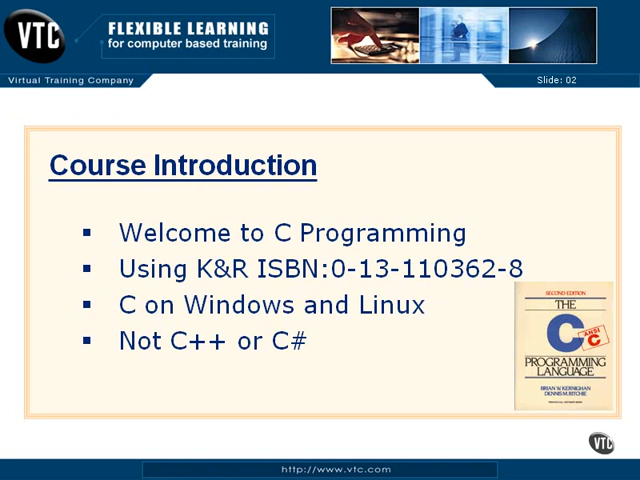 VTC
FLEXIBLE LEARNING
for computer based training
Virtual Training Company
Slide: 02
Course Introduction
▪ Welcome to C Programming
▪ Using K&R ISBN:0-13-110362-8
▪ C on Windows and Linux
▪ Not C++ or C#
SECOND EDITION
THE
C
ANSI C
PROGRAMMING
LANGUAGE
BRIAN W. KERNIGHAN
DENNIS M. RITCHIE
VTC
http://www.vtc.com